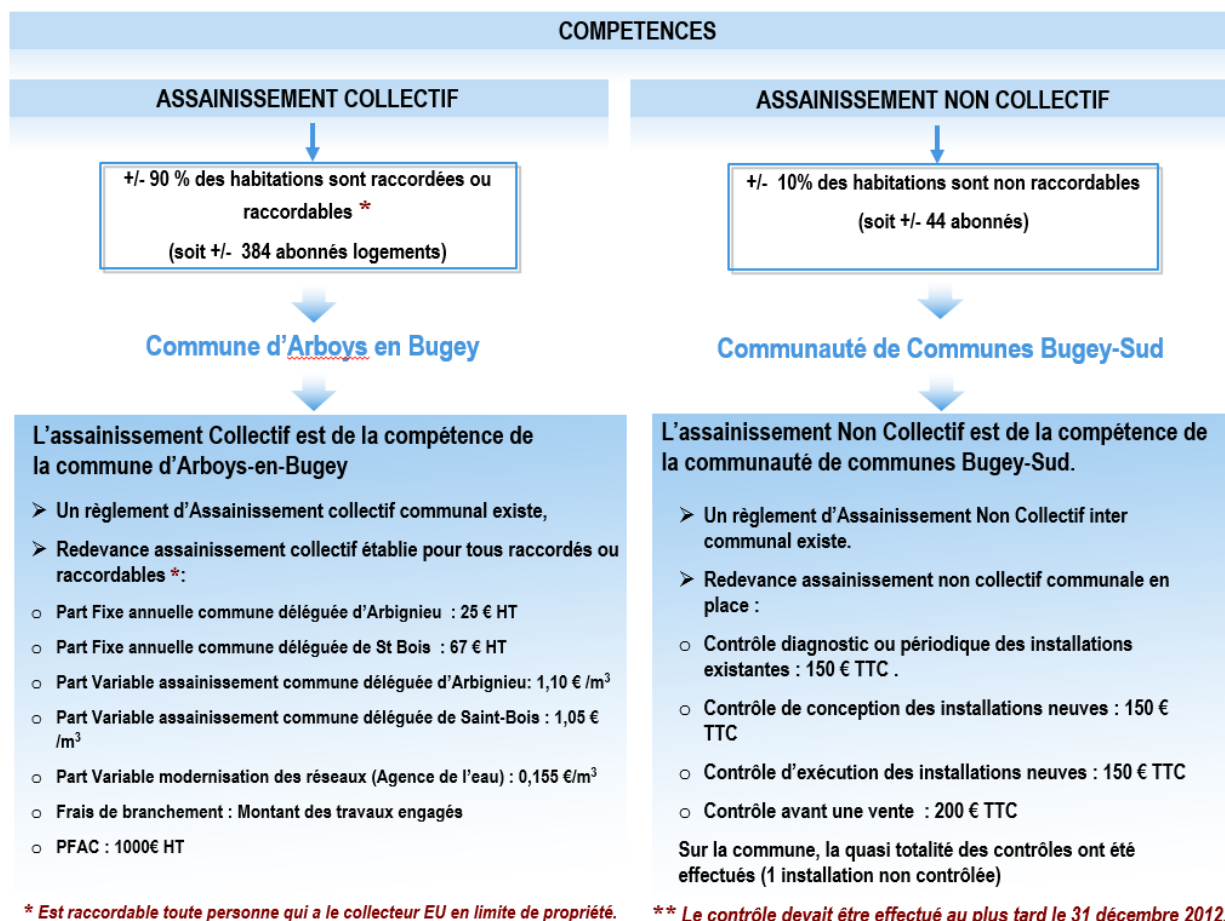 COMPETENCES
ASSAINISSEMENT COLLECTIF
+/- 90 % des habitations sont raccordées ou
raccordables *
(soit +/- 384 abonnés logements)
Commune d’Arboys en Bugey
L’assainissement Collectif est de la compétence de
la commune d’Arboys-en-Bugey
➢ Un règlement d’Assainissement collectif communal existe,
➢ Redevance assainissement collectif établie pour tous raccordés ou
raccordables *:
o Part Fixe annuelle commune déléguée d’Arbignieu : 25 € HT
o Part Fixe annuelle commune déléguée de St Bois : 67 € HT
o Part Variable assainissement commune déléguée d’Arbignieu: 1,10 € /m³
o Part Variable assainissement commune déléguée de Saint-Bois : 1,05 €
/m³
o Part Variable modernisation des réseaux (Agence de l’eau) : 0,155 €/m³
o Frais de branchement : Montant des travaux engagés
o PFAC : 1000€ HT
* Est raccordable toute personne qui a le collecteur EU en limite de propriété.
ASSAINISSEMENT NON COLLECTIF
+/- 10% des habitations sont non raccordables
(soit +/- 44 abonnés)
Communauté de Communes Bugey-Sud
L’assainissement Non Collectif est de la compétence de
la communauté de communes Bugey-Sud.
➢ Un règlement d’Assainissement Non Collectif inter
communal existe.
➢ Redevance assainissement non collectif communale en
place :
o Contrôle diagnostic ou périodique des installations
existantes : 150 € TTC .
o Contrôle de conception des installations neuves : 150 €
TTC
o Contrôle d’exécution des installations neuves : 150 € TTC
o Contrôle avant une vente : 200 € TTC
Sur la commune, la quasi totalité des contrôles ont été
effectués (1 installation non contrôlée)
** Le contrôle devait être effectué au plus tard le 31 décembre 2012.